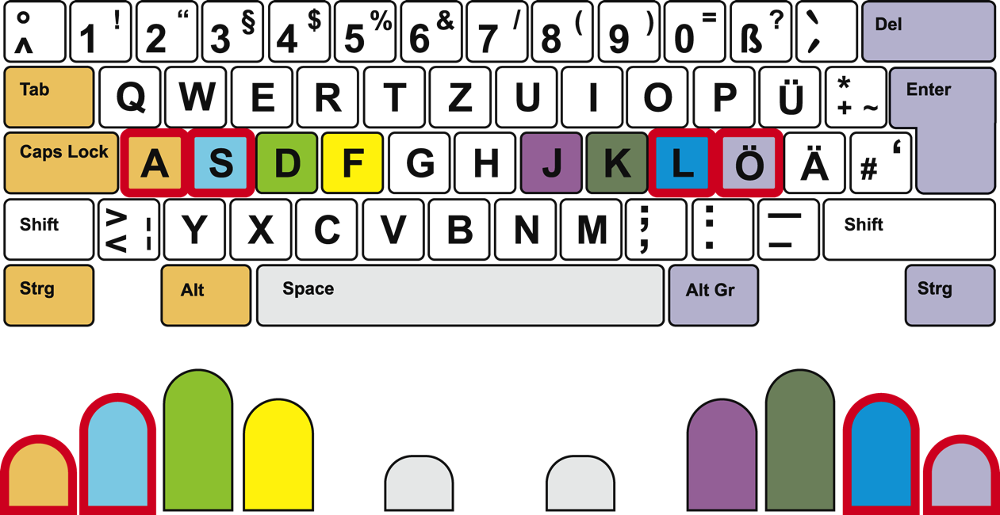 ° ^ 1 ! 2 “ 3 § 4 $ 5 % 6 & 7 / 8 ( 9 ) 0 = ß ? ` ´ Del
Tab Q W E R T Z U I O P Ü * + ~ Enter
Caps Lock A S D F G H J K L Ö Ä # ‘
Shift > < ¦ Y X C V B N M ; , : . — – Shift
Strg Alt Space Alt Gr Strg